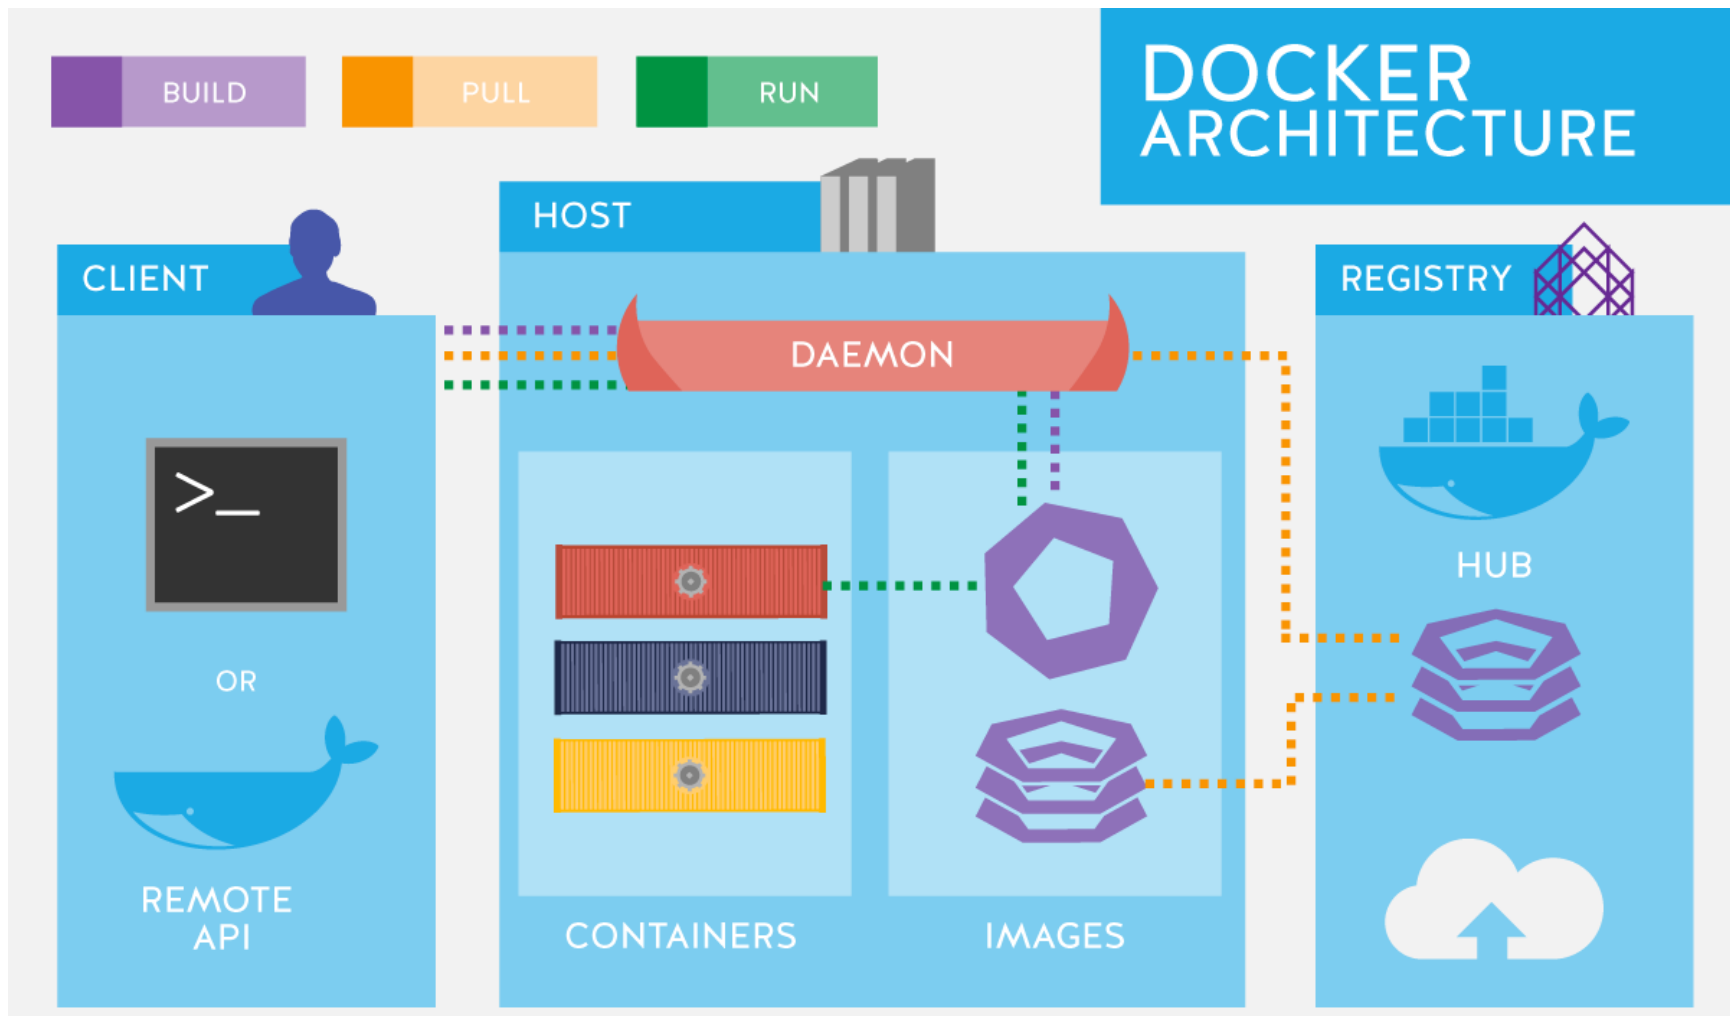 BUILD
PULL
RUN
DOCKER
ARCHITECTURE
CLIENT
HOST
REGISTRY
DAEMON
>_
OR
REMOTE
API
CONTAINERS
IMAGES
HUB